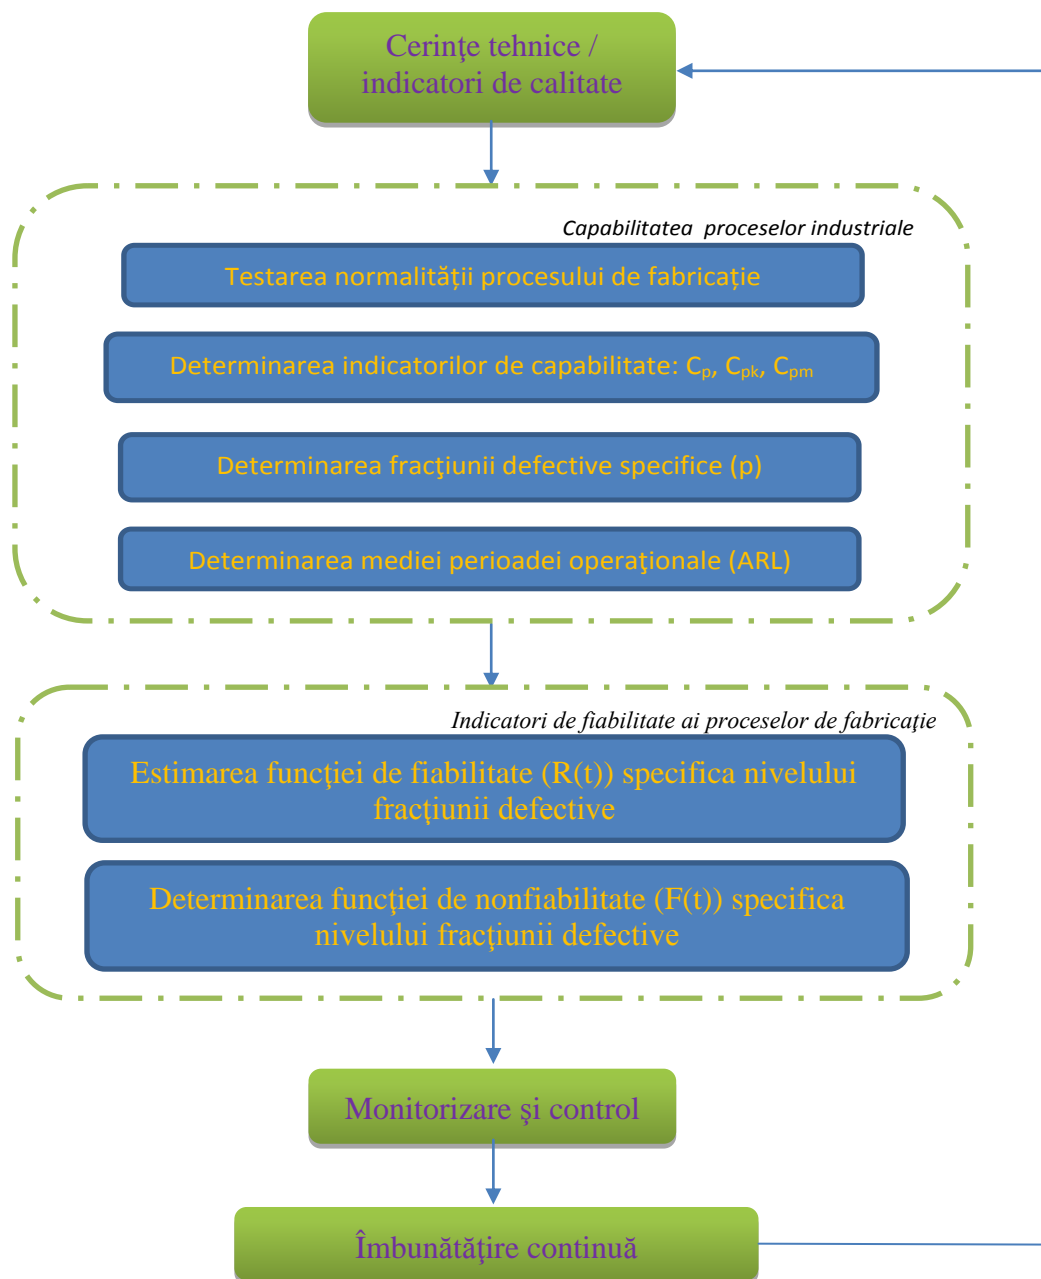 Cerinţe tehnice /
indicatori de calitate
Capabilitatea proceselor industriale
Testarea normalității procesului de fabricație
Determinarea indicatorilor de capabilitate: Cp, Cpk, Cpm
Determinarea fracţiunii defective specifice (p)
Determinarea mediei perioadei operaţionale (ARL)
Indicatori de fiabilitate ai proceselor de fabricaţie
Estimarea funcţiei de fiabilitate (R(t)) specifica nivelului
fracţiunii defective
Determinarea funcţiei de nonfiabilitate (F(t)) specifica
nivelului fracţiunii defective
Monitorizare şi control
Îmbunătăţire continuă